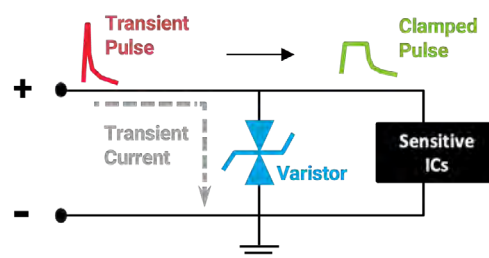 Transient
Pulse
Clamped
Pulse
+
Transient
Current
Varistor
Sensitive
ICs
-